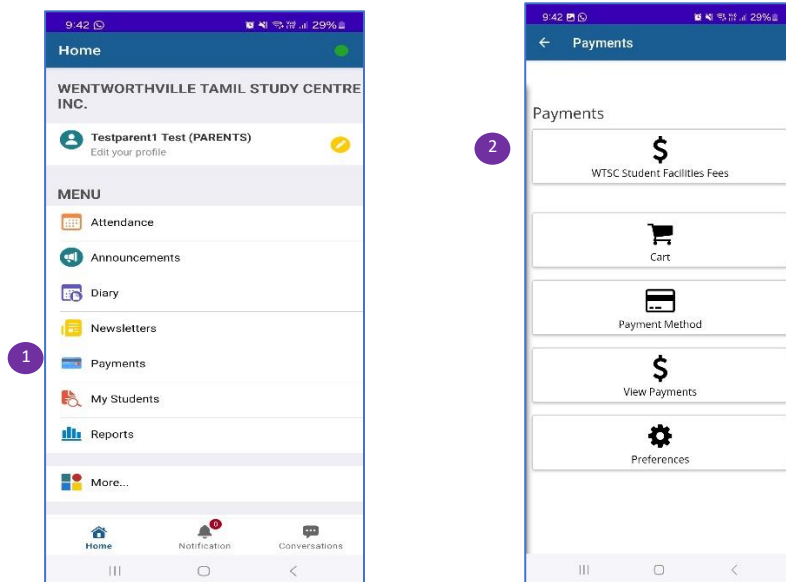 9:42
29%
Home
WENTWORTHVILLE TAMIL STUDY CENTRE
INC.
Testparent1 Test (PARENTS)
Edit your profile
MENU
Attendance
Announcements
Diary
Newsletters
1
Payments
My Students
Reports
More...
0
Home
Notification
Conversations
9:42
29%
Payments
Payments
2
$
WTSC Student Facilities Fees
Cart
Payment Method
$
View Payments
Preferences